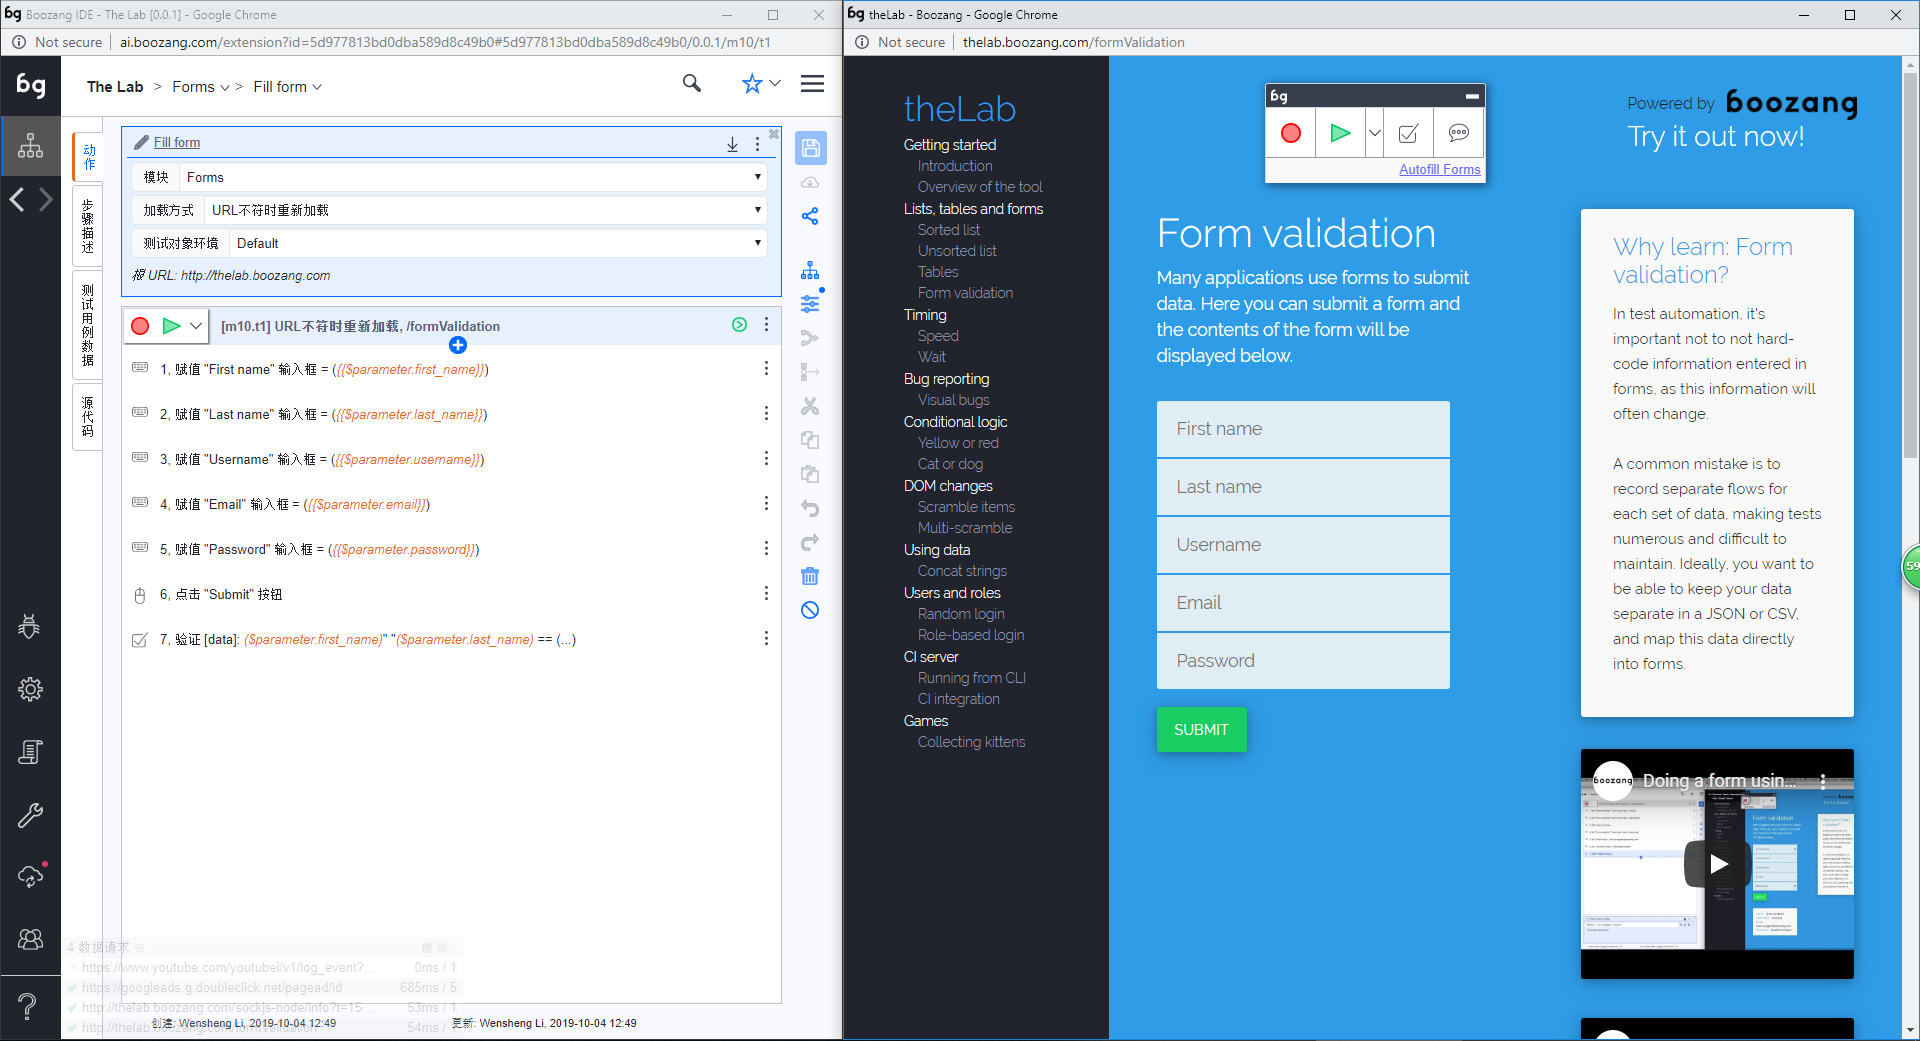 Boozang IDE - The Lab [0.0.1] - Google Chrome
Not secure ai.boozang.com/extension?id=5d977813bd0dba589d8c49b0#5d977813bd0dba589d8c49b0/0.0.1/m10/t1
The Lab > Forms > Fill form
动作
步骤描述
测试用例数据
源代码
Fill form
模块 Forms
加载方式 URL不符时重新加载
测试对象环境 Default
URL: http://thelab.boozang.com
[m10.t1] URL不符时重新加载, /formValidation
1, 赋值 "First name" 输入框 = ({{$parameter.first_name}})
2, 赋值 "Last name" 输入框 = ({{$parameter.last_name}})
3, 赋值 "Username" 输入框 = ({{$parameter.username}})
4, 赋值 "Email" 输入框 = ({{$parameter.email}})
5, 赋值 "Password" 输入框 = ({{$parameter.password}})
6, 点击 "Submit" 按钮
7, 验证 [data]: ($parameter.first_name)" "($parameter.last_name) == (...)
4 数据请求
https://www.youtube.com/youtubei/v1/log_event?... 0ms / 1
https://googleads.g.doubleclick.net/pagead/id 685ms / 5
http://thelab.boozang.com/sockjs-node/info?t=15... 53ms / 1
http://thelab.boozang.com/formValidation 54ms /
创建: Wensheng Li, 2019-10-04 12:49 更新: Wensheng Li, 2019-10-04 12:49
theLab - Boozang - Google Chrome
Not secure thelab.boozang.com/formValidation
theLab
Getting started
Introduction
Overview of the tool
Lists, tables and forms
Sorted list
Unsorted list
Tables
Form validation
Timing
Speed
Wait
Bug reporting
Visual bugs
Conditional logic
Yellow or red
Cat or dog
DOM changes
Scramble items
Multi-scramble
Using data
Concat strings
Users and roles
Random login
Role-based login
CI server
Running from CLI
CI integration
Games
Collecting kittens
bg
Autofill Forms
Powered by boozang
Try it out now!
Form validation
Many applications use forms to submit
data. Here you can submit a form and
the contents of the form will be
displayed below.
First name
Last name
Username
Email
Password
SUBMIT
Why learn: Form
validation?
In test automation, it's
important not to not hard-
code information entered in
forms, as this information will
often change.
A common mistake is to
record separate flows for
each set of data, making tests
numerous and difficult to
maintain. Ideally, you want to
be able to keep your data
separate in a JSON or CSV,
and map this data directly
into forms.
59
boozang Doing a form usin...
Form validation